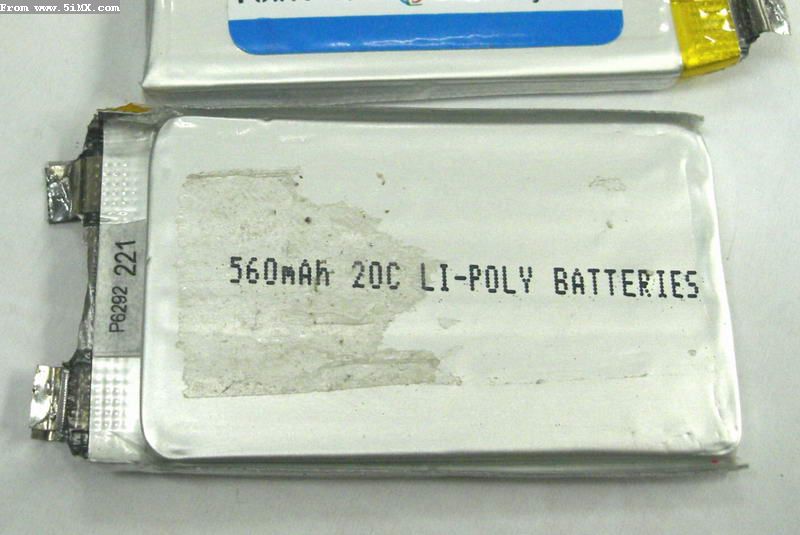 From www.5iMX.com
560mAh 20C LI-POLY BATTERIES
P6292 221